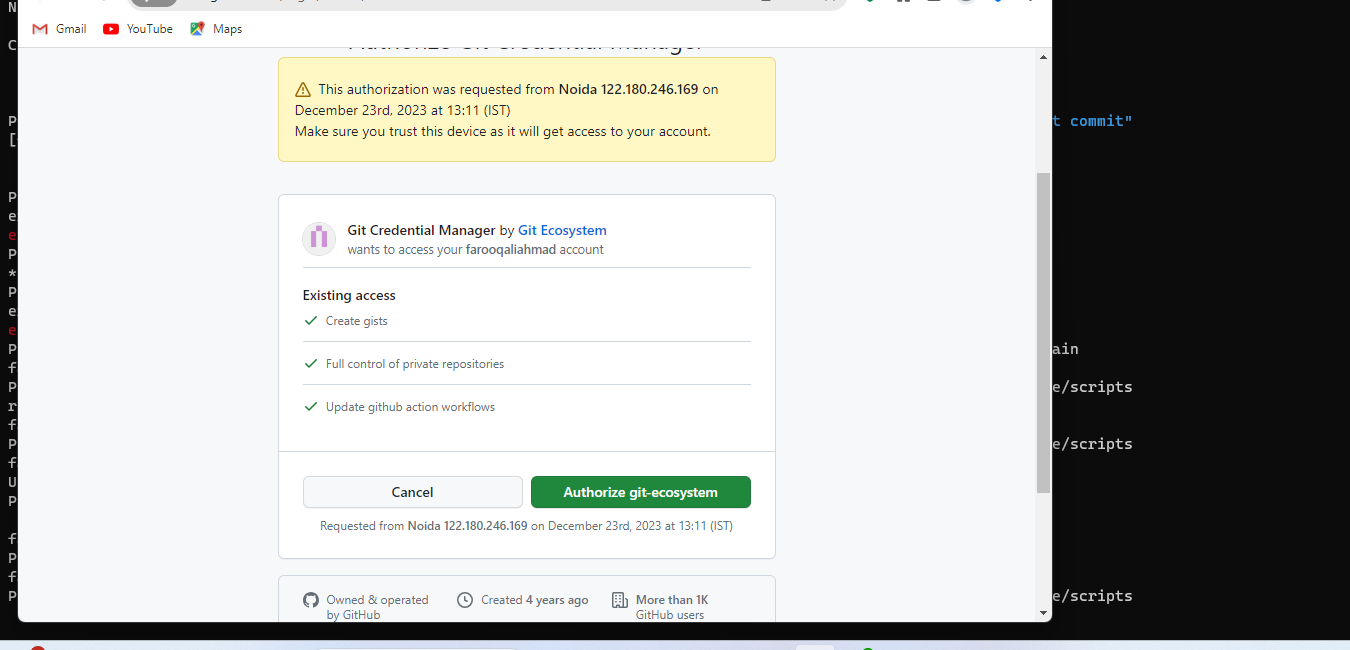 Gmail YouTube Maps
Authorize Git Credential Manager
This authorization was requested from Noida 122.180.246.169 on
December 23rd, 2023 at 13:11 (IST)
Make sure you trust this device as it will get access to your account.
t commit"
Git Credential Manager by Git Ecosystem
wants to access your farooqaliahmad account
Existing access
Create gists
ain
Full control of private repositories
e/scripts
Update github action workflows
e/scripts
Cancel Authorize git-ecosystem
Requested from Noida 122.180.246.169 on December 23rd, 2023 at 13:11 (IST)
Owned & operated
by GitHub
Created 4 years ago
More than 1K
GitHub users
e/scripts